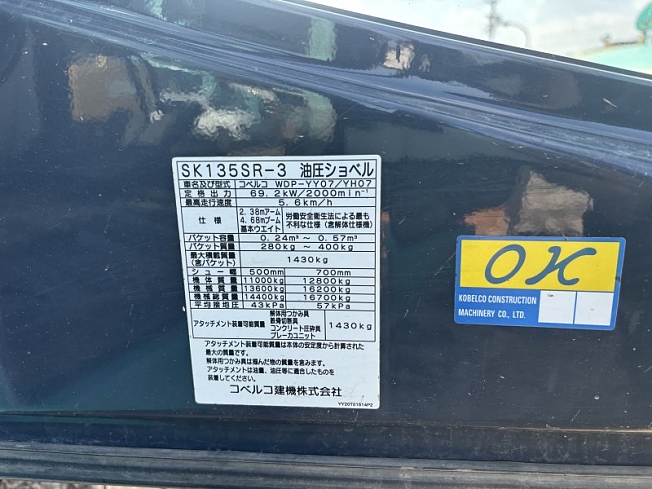 SK135SR-3 油圧ショベル
車名及び型式 コベルコ WDP-YY07/YH07
定格出力 69.2kW/2000min⁻¹
最高走行速度 5.6km/h
仕様 2.38mアーム 4.68mブーム 基本ウエイト 労働安全衛生法による最も不利な仕様(含解体仕様機)
バケット容量 0.24m³ ~ 0.57m³
バケット質量 280kg ~ 400kg
最大積載質量(含バケット) 1430kg
シュー幅 500mm 700mm
機体質量 11000kg 12800kg
機械質量 13600kg 16200kg
機械総質量 14400kg 16700kg
平均接地圧 43kPa 57kPa
アタッチメント装着可能質量 解体用つかみ具 鉄骨切断具 コンクリート圧砕具 ブレーカユニット 1430kg
アタッチメント装着可能質量は本体の安定度から計算された
最大の質量です。
解体用つかみ具は掴んだ物の質量を含みます。
アタッチメントは油量、油圧等に適合したものを
装着してください。
コベルコ建機株式会社
YY20T01814P2
OK
KOBELCO CONSTRUCTION
MACHINERY CO., LTD.